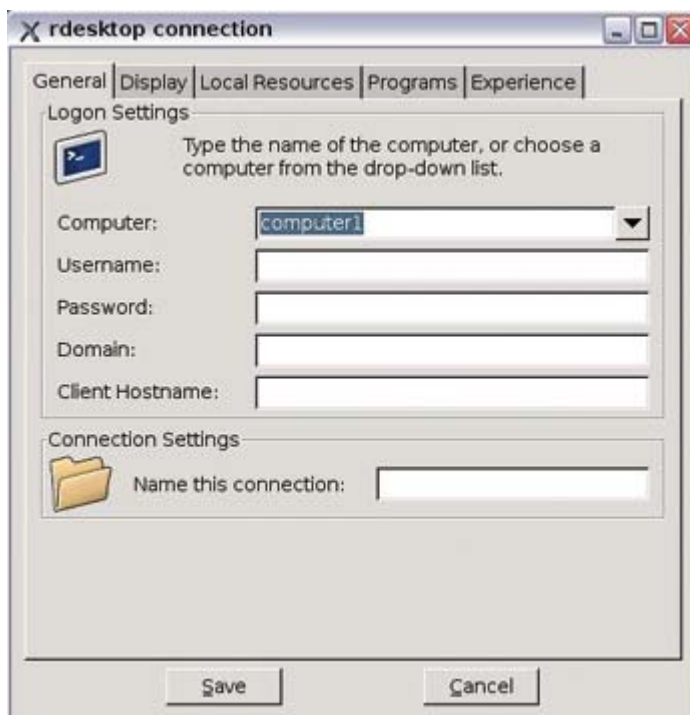 rdesktop connection
General Display Local Resources Programs Experience
Logon Settings
Type the name of the computer, or choose a
computer from the drop-down list.
Computer: computer1
Username:
Password:
Domain:
Client Hostname:
Connection Settings
Name this connection:
Save Cancel